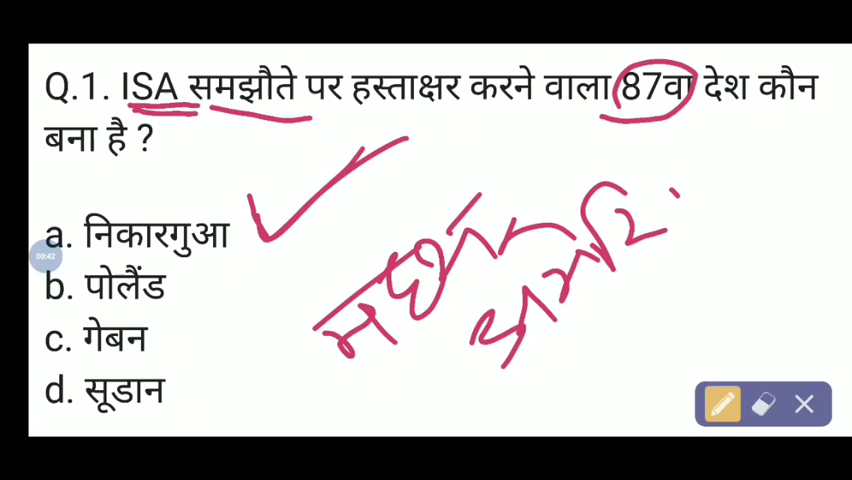 Q.1. ISA समझौते पर हस्ताक्षर करने वाला 87वा देश कौन
बना है ?
a. निकारगुआ
00:42
b. पोलैंड
c. गेबन
d. सूडान